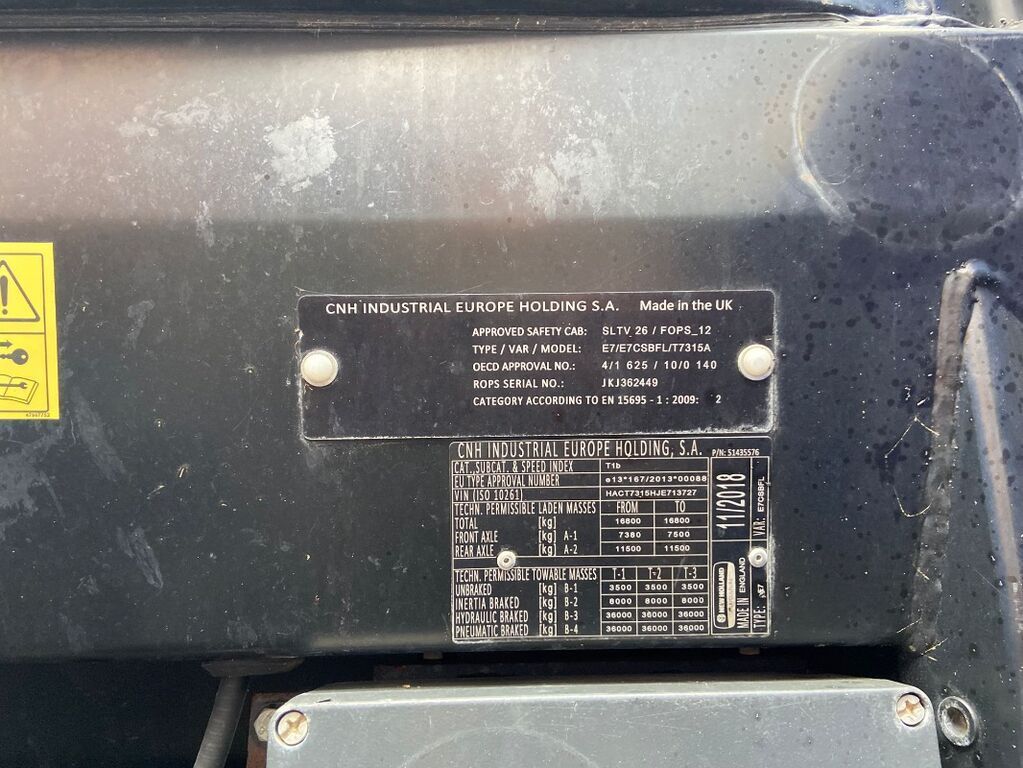 CNH INDUSTRIAL EUROPE HOLDING S.A. Made in the UK
APPROVED SAFETY CAB: SLTV 26 / FOPS_12
TYPE / VAR / MODEL: E7/E7CSBFL/T7315A
OECD APPROVAL NO.: 4/1 625 / 10/0 140
ROPS SERIAL NO.: JKJ362449
CATEGORY ACCORDING TO EN 15695 - 1 : 2009: 2
CNH INDUSTRIAL EUROPE HOLDING, S.A. P/N: 51435576
CAT., SUBCAT. & SPEED INDEX T1b
EU TYPE APPROVAL NUMBER e13*167/2013*00088
VIN (ISO 10261) HACT7315HJE713727
TECHN. PERMISSIBLE LADEN MASSES FROM TO
TOTAL [kg] 16800 16800
FRONT AXLE [kg] A-1 7380 7500
REAR AXLE [kg] A-2 11500 11500
TECHN. PERMISSIBLE TOWABLE MASSES T-1 T-2 T-3
UNBRAKED [kg] B-1 3500 3500 3500
INERTIA BRAKED [kg] B-2 8000 8000 8000
HYDRAULIC BRAKED [kg] B-3 36000 36000 36000
PNEUMATIC BRAKED [kg] B-4 36000 36000 36000
11/2018
VAR: E7CSBFL
NEW HOLLAND
MADE IN ENGLAND
TYPE: E7